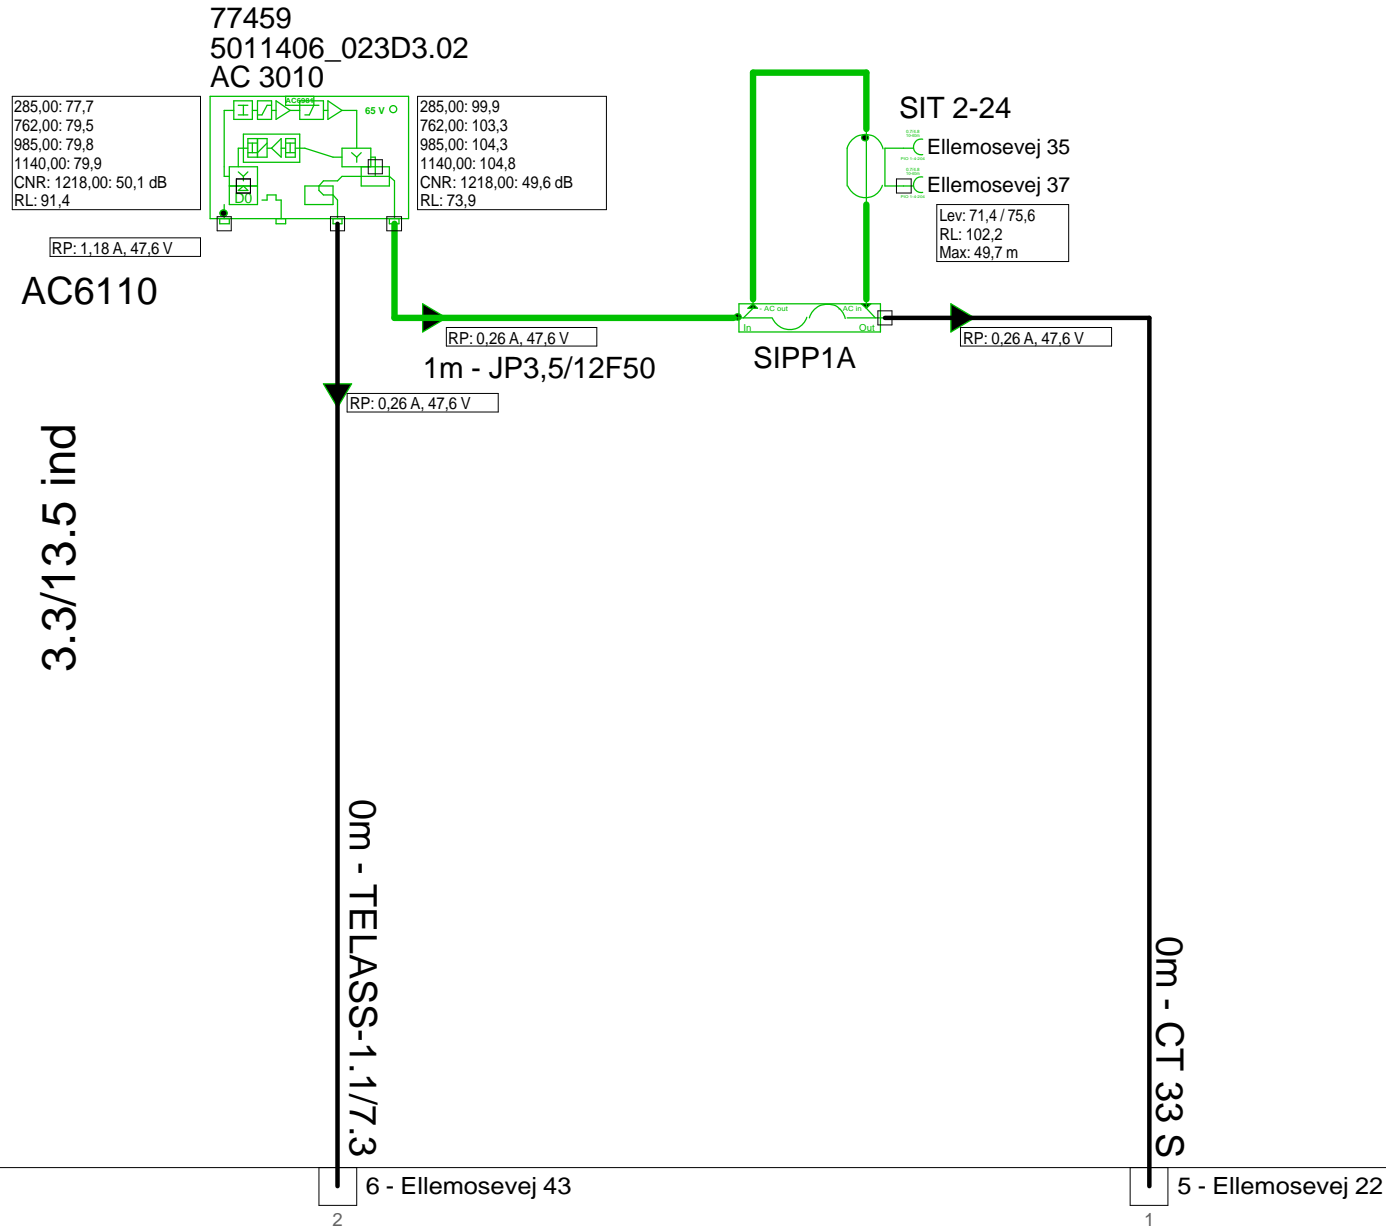 77459
5011406_023D3.02
AC 3010
285,00: 77,7
762,00: 79,5
985,00: 79,8
1140,00: 79,9
CNR: 1218,00: 50,1 dB
RL: 91,4
65 V
285,00: 99,9
762,00: 103,3
985,00: 104,3
1140,00: 104,8
CNR: 1218,00: 49,6 dB
RL: 73,9
RP: 1,18 A, 47,6 V
AC6110
SIT 2-24
Ellemosevej 35
Ellemosevej 37
Lev: 71,4 / 75,6
RL: 102,2
Max: 49,7 m
AC out
AC in
In
Out
SIPP1A
RP: 0,26 A, 47,6 V
1m - JP3,5/12F50
RP: 0,26 A, 47,6 V
RP: 0,26 A, 47,6 V
3.3/13.5 ind
0m - TELASS-1.1/7.3
0m - CT 33 S
6 - Ellemosevej 43
5 - Ellemosevej 22
2
1